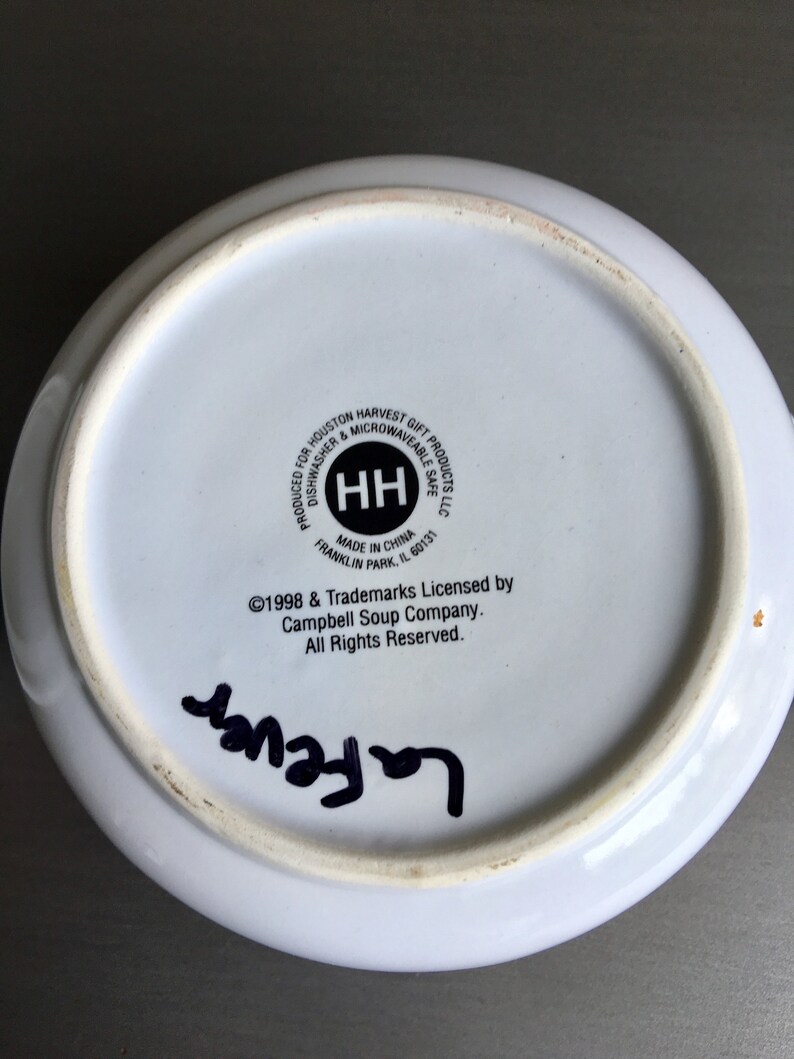 PRODUCED FOR HOUSTON HARVEST GIFT PRODUCTS LLC
DISHWASHER & MICROWAVEABLE SAFE
HH
MADE IN CHINA
FRANKLIN PARK, IL 60131
©1998 & Trademarks Licensed by
Campbell Soup Company.
All Rights Reserved.
LaFever